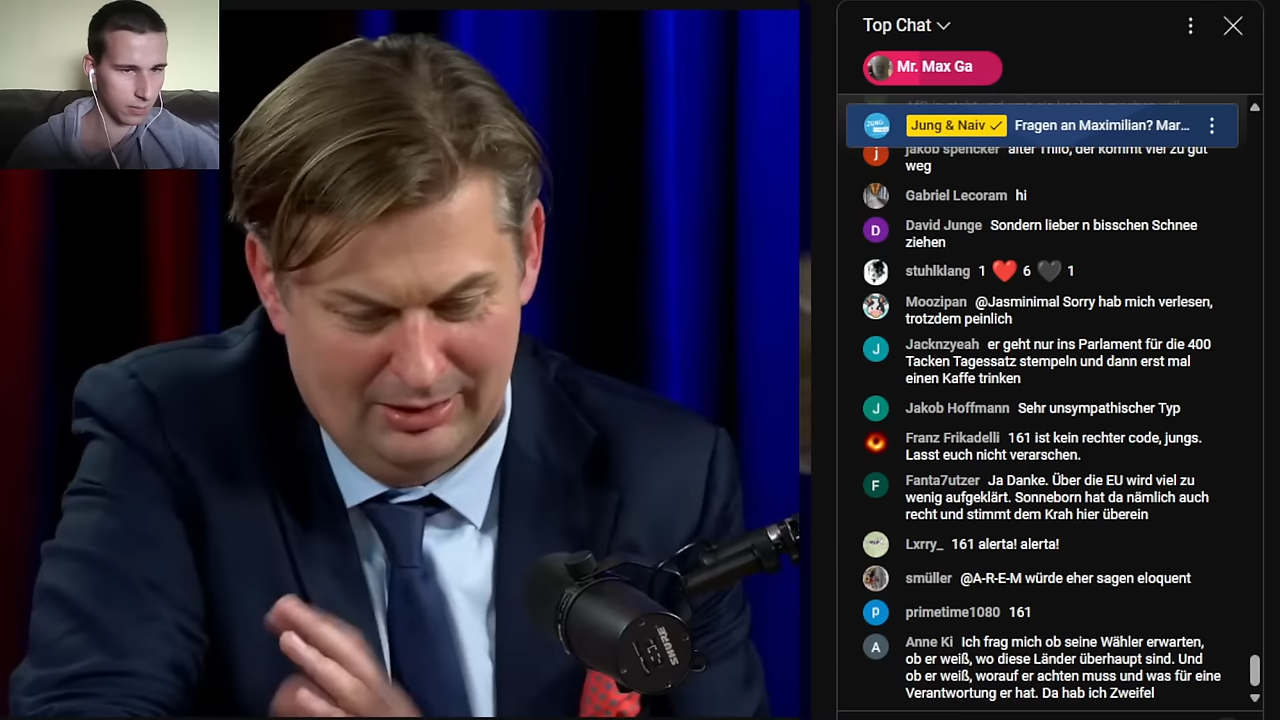 Top Chat
Mr. Max Ga
Jung & Naiv Fragen an Maximilian? Mar...
jakob spencker alter Thilo, der kommt viel zu gut
weg
Gabriel Lecoram hi
David Junge Sondern lieber n bisschen Schnee
ziehen
stuhlklang 1 ❤️ 6 🖤 1
Moozipan @Jasminimal Sorry hab mich verlesen,
trotzdem peinlich
Jacknzyeah er geht nur ins Parlament für die 400
Tacken Tagessatz stempeln und dann erst mal
einen Kaffe trinken
Jakob Hoffmann Sehr unsympathischer Typ
Franz Frikadelli 161 ist kein rechter code, jungs.
Lasst euch nicht verarschen.
Fanta7utzer Ja Danke. Über die EU wird viel zu
wenig aufgeklärt. Sonneborn hat da nämlich auch
recht und stimmt dem Krah hier überein
Lxrry_ 161 alerta! alerta!
smüller @A-R-E-M würde eher sagen eloquent
primetime1080 161
Anne Ki Ich frag mich ob seine Wähler erwarten,
ob er weiß, wo diese Länder überhaupt sind. Und
ob er weiß, worauf er achten muss und was für eine
Verantwortung er hat. Da hab ich Zweifel
SHURE